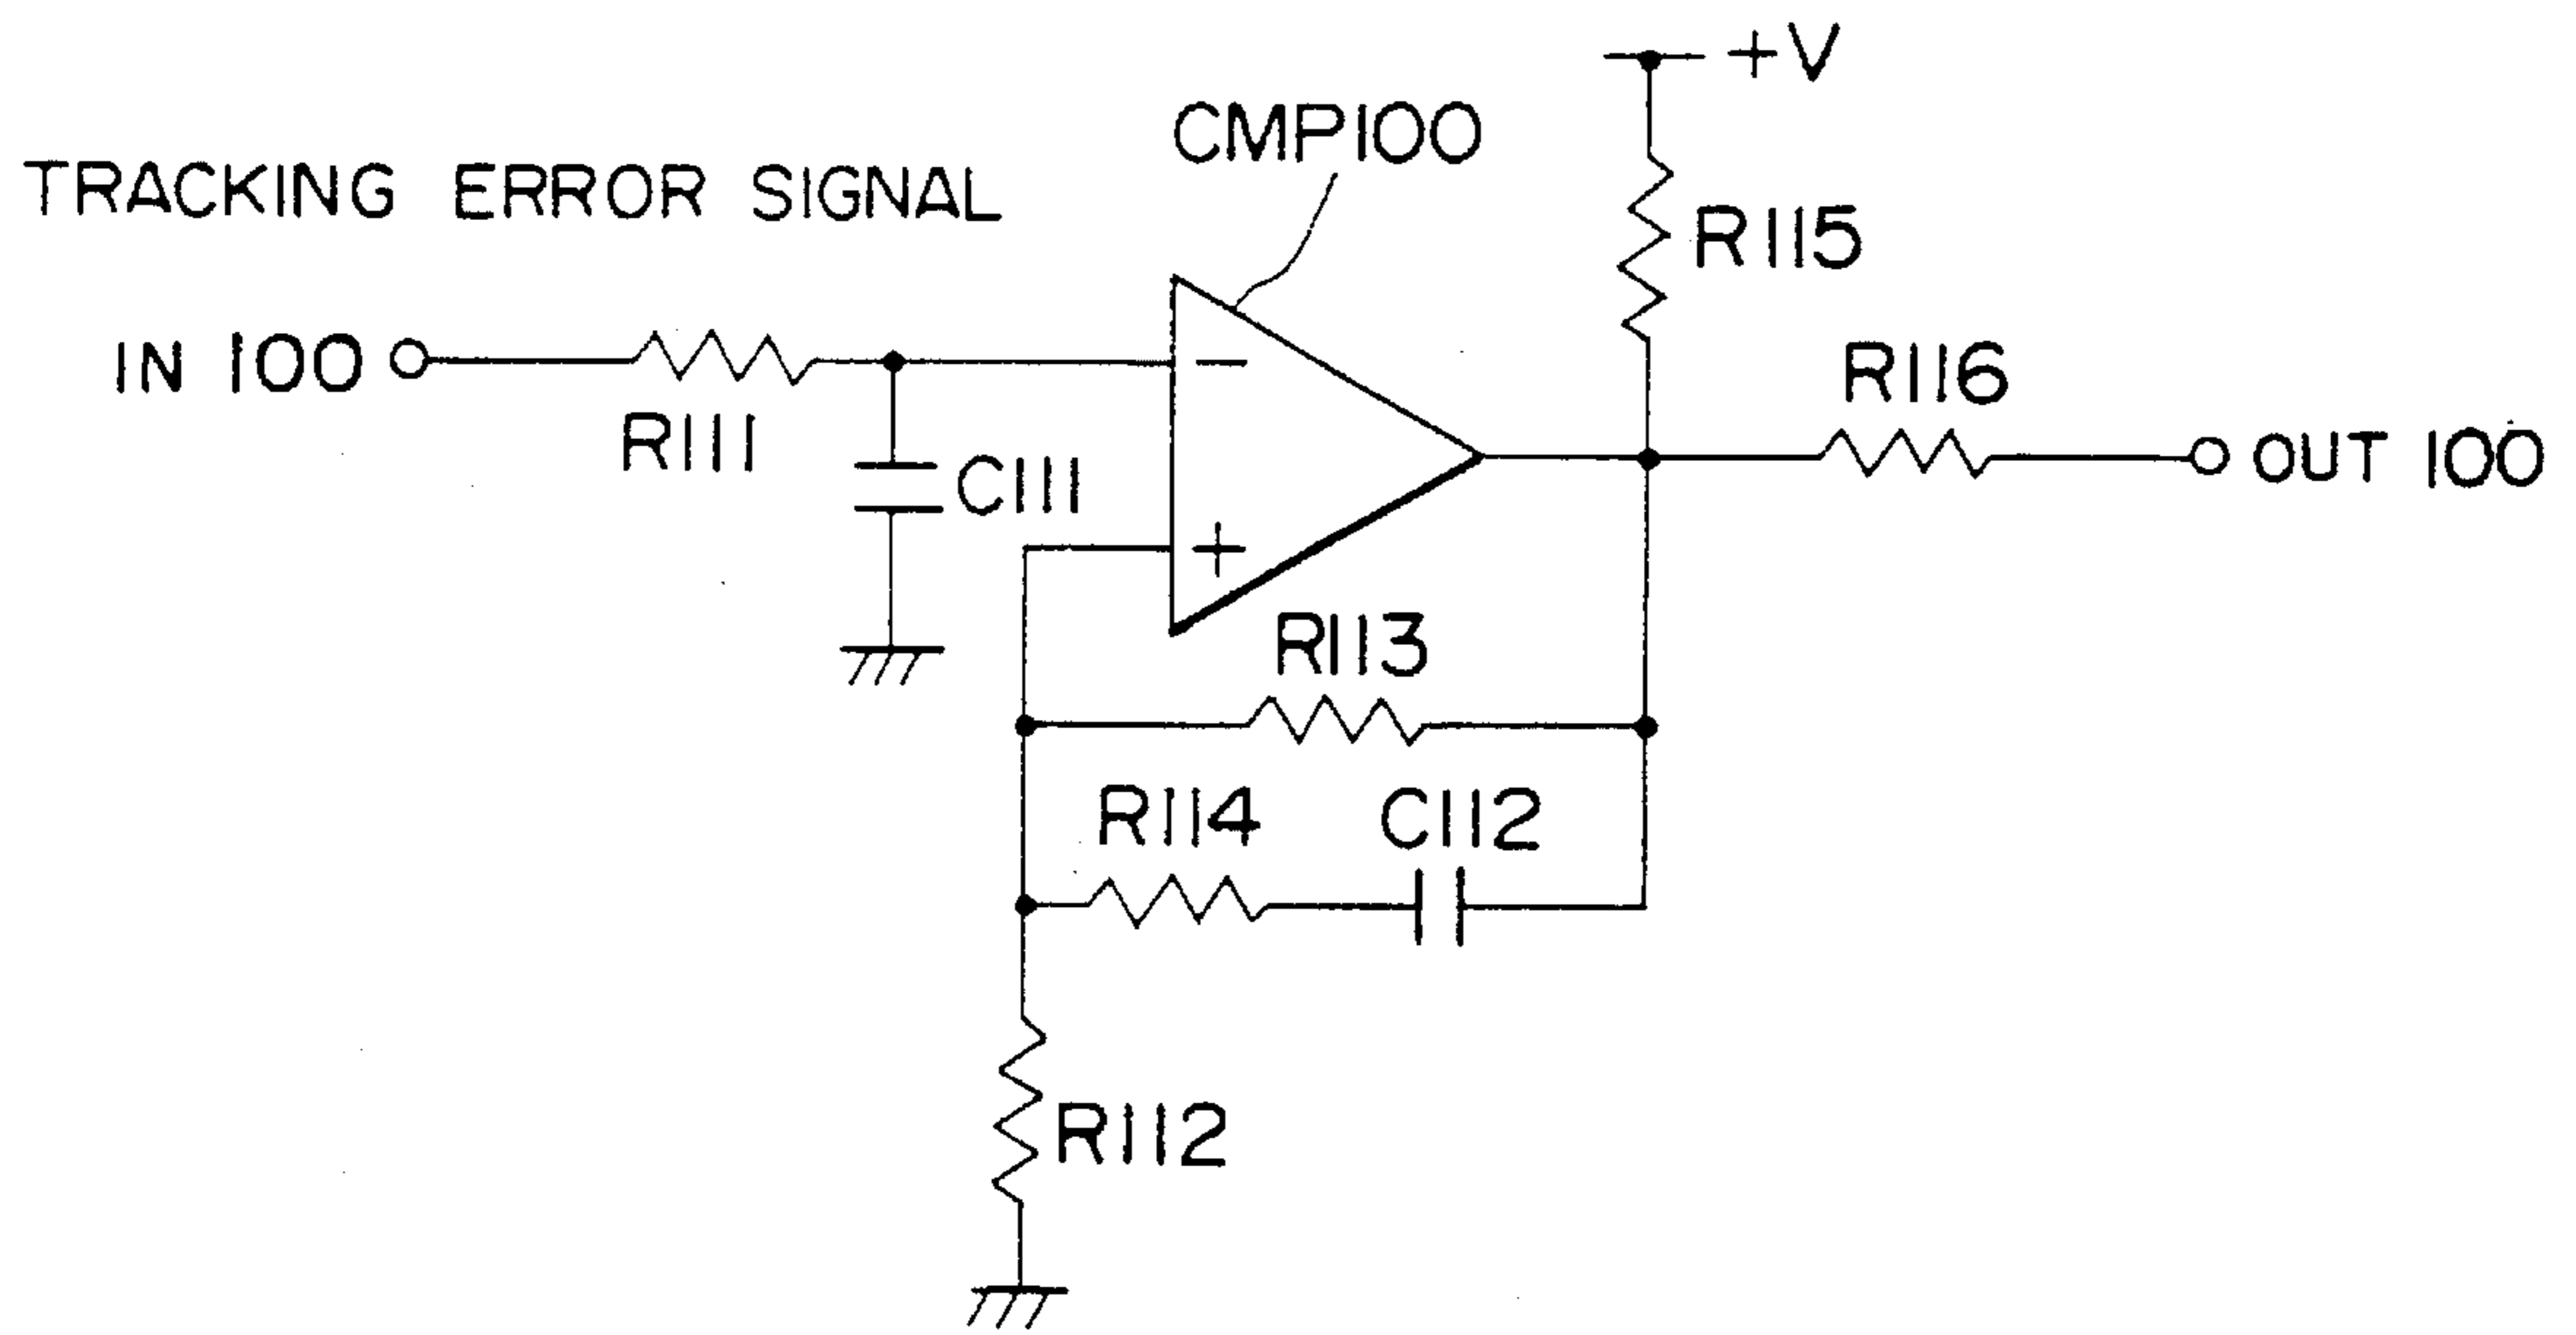 +V
CMP100
TRACKING ERROR SIGNAL
R115
IN 100
R111
C111
−
+
R116
OUT 100
R113
R114
C112
R112